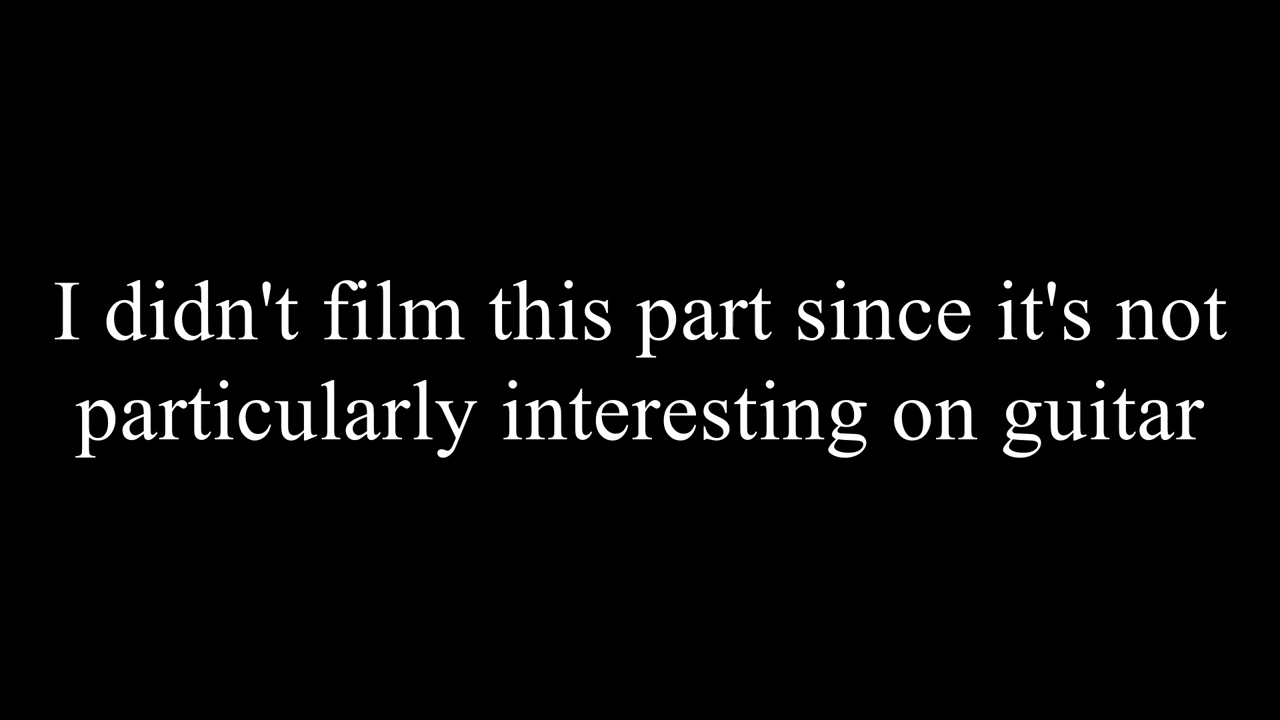 I didn't film this part since it's not
particularly interesting on guitar